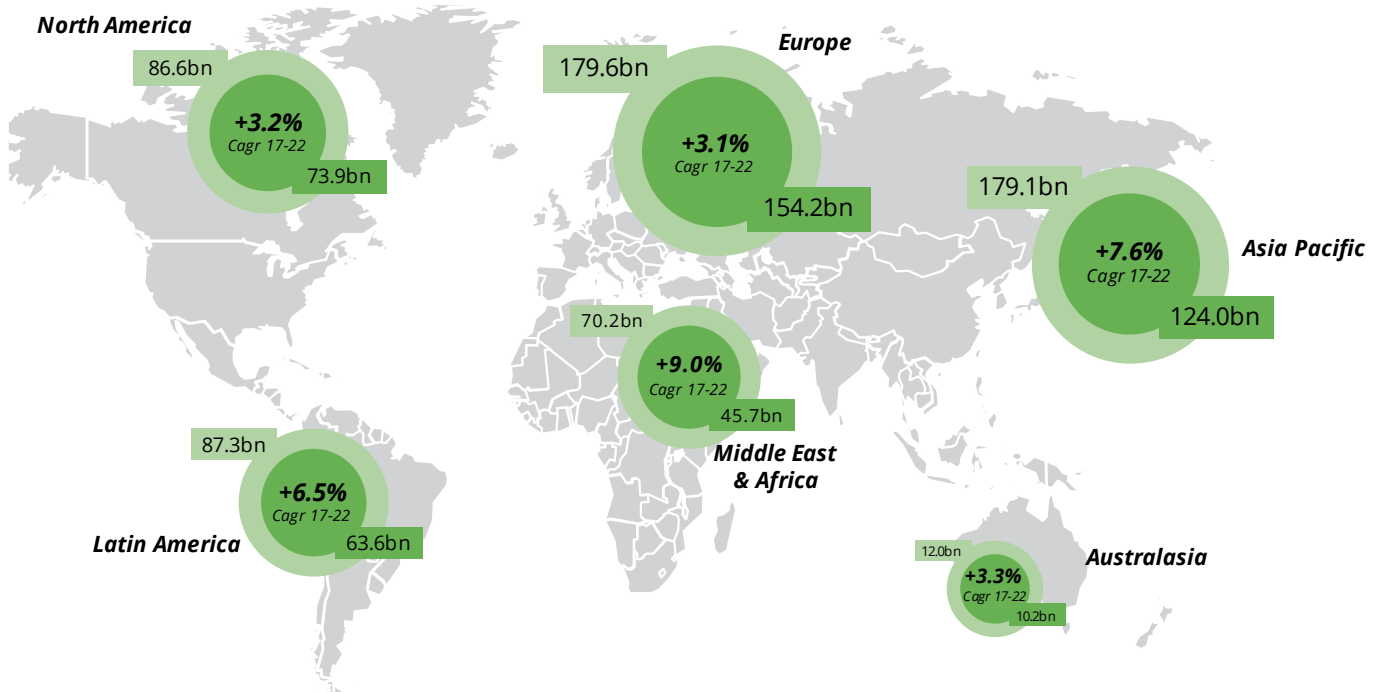 North America
86.6bn
+3.2%
Cagr 17-22
73.9bn
Europe
179.6bn
+3.1%
Cagr 17-22
154.2bn
179.1bn
+7.6%
Cagr 17-22
124.0bn
Asia Pacific
70.2bn
+9.0%
Cagr 17-22
45.7bn
Middle East
& Africa
87.3bn
+6.5%
Cagr 17-22
63.6bn
Latin America
12.0bn
+3.3%
Cagr 17-22
10.2bn
Australasia